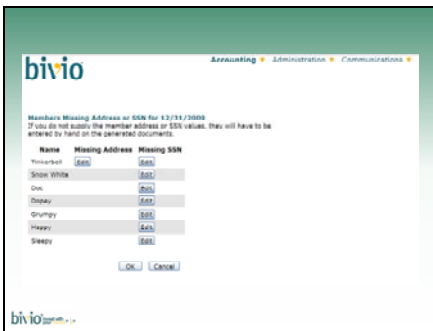 bivio
Accounting Administration Communications
Members Missing Address or SSN for 12/31/2009
If you do not supply the member address or SSN values, they will have to be
entered by hand on the generated documents.
Name Missing Address Missing SSN
Tinkerbell Edit Edit
Snow White Edit
Doc Edit
Dopey Edit
Grumpy Edit
Happy Edit
Sleepy Edit
OK Cancel
bivio